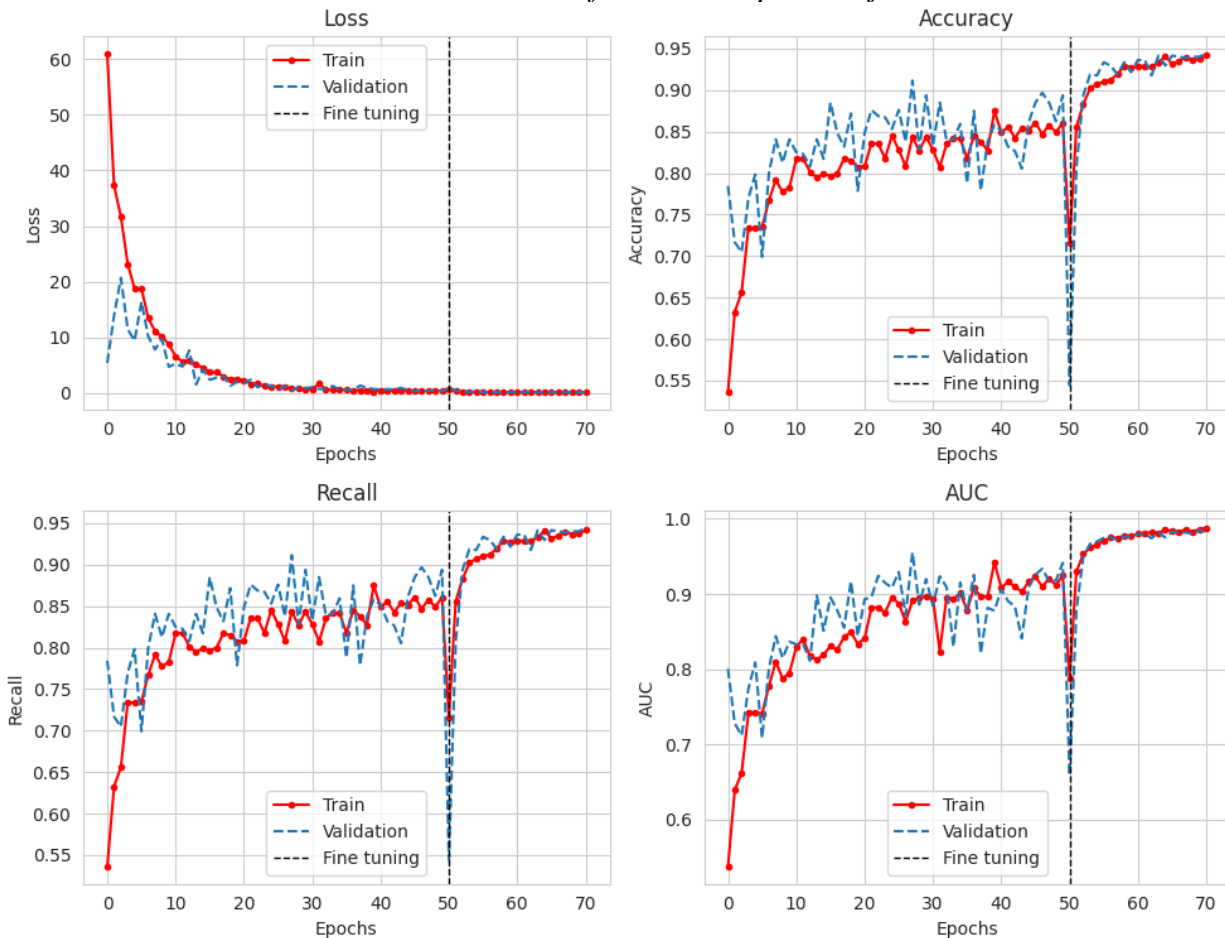 Loss
60
50
40
30
20
10
0
Loss
Train
Validation
Fine tuning
0 10 20 30 40 50 60 70
Epochs
Accuracy
0.95
0.90
0.85
0.80
0.75
0.70
0.65
0.60
0.55
Accuracy
Train
Validation
Fine tuning
0 10 20 30 40 50 60 70
Epochs
Recall
0.95
0.90
0.85
0.80
0.75
0.70
0.65
0.60
0.55
Recall
Train
Validation
Fine tuning
0 10 20 30 40 50 60 70
Epochs
AUC
1.0
0.9
0.8
0.7
0.6
AUC
Train
Validation
Fine tuning
0 10 20 30 40 50 60 70
Epochs